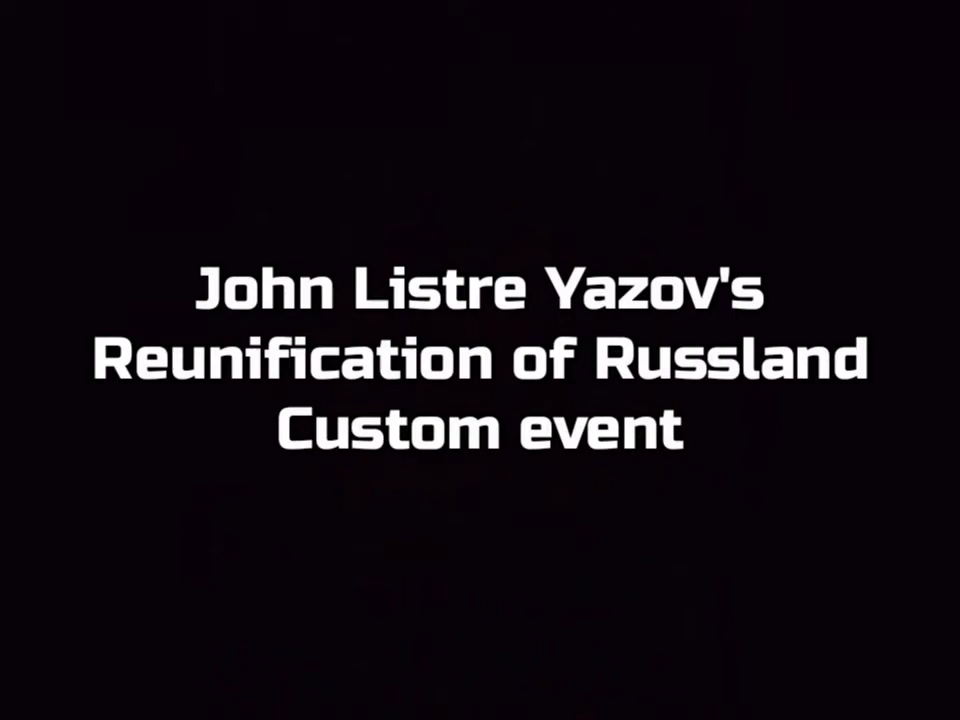 John Listre Yazov's
Reunification of Russland
Custom event